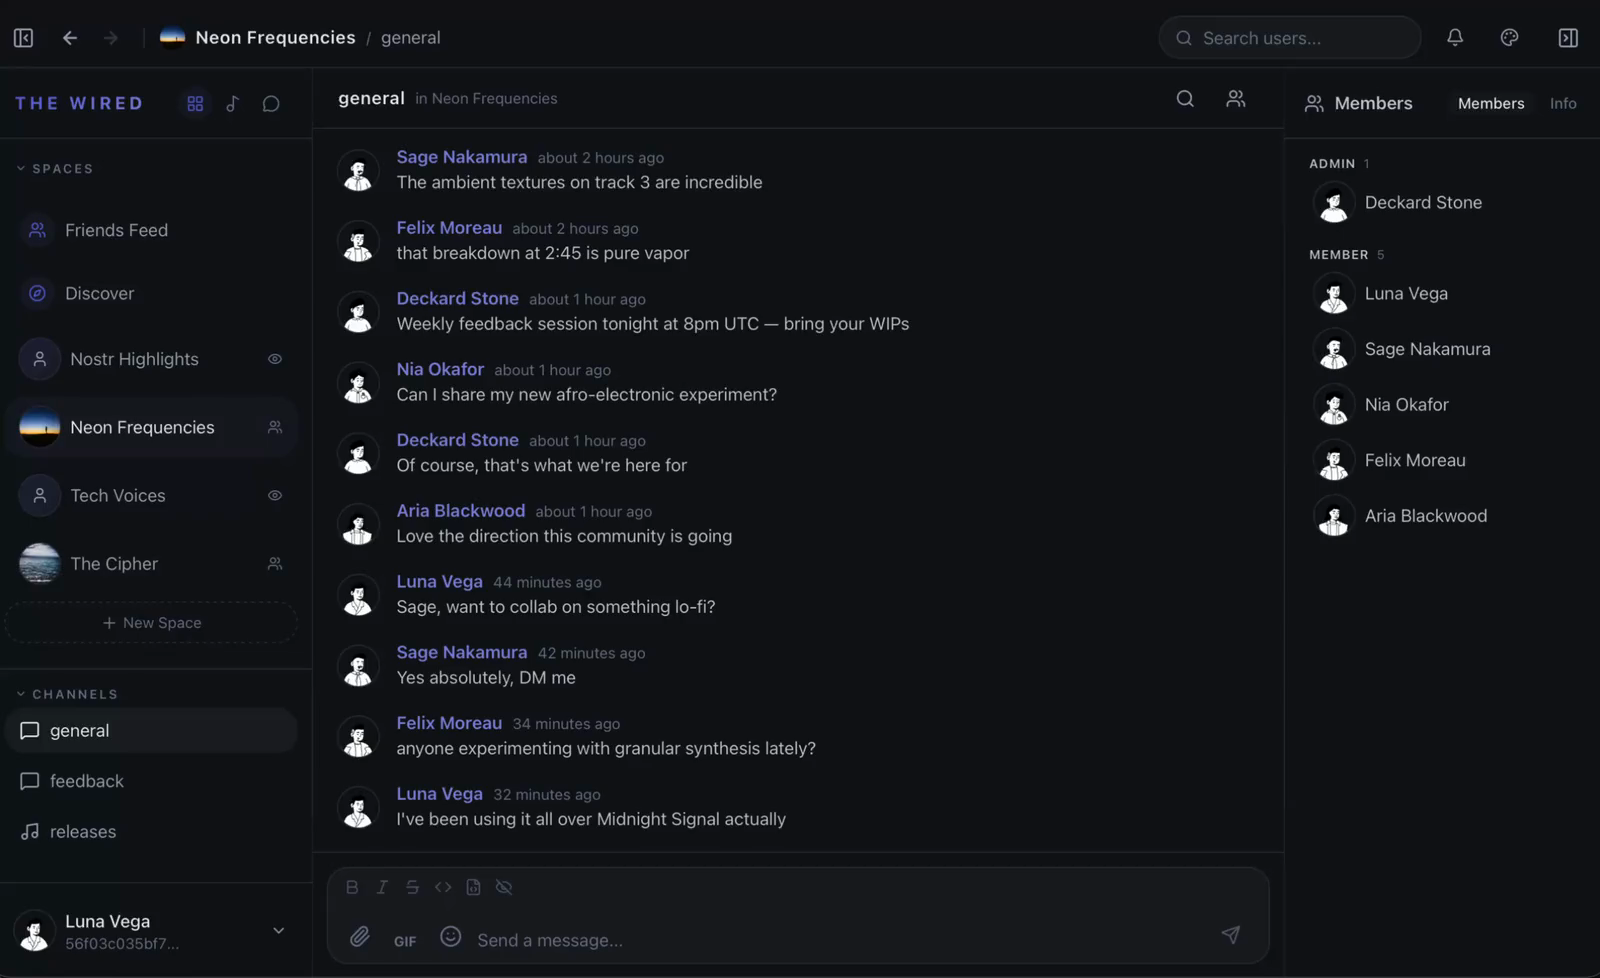 Neon Frequencies / general
Search users...
THE WIRED
SPACES
Friends Feed
Discover
Nostr Highlights
Neon Frequencies
Tech Voices
The Cipher
+ New Space
CHANNELS
general
feedback
releases
Luna Vega
56f03c035bf7...
general in Neon Frequencies
Sage Nakamura about 2 hours ago
The ambient textures on track 3 are incredible
Felix Moreau about 2 hours ago
that breakdown at 2:45 is pure vapor
Deckard Stone about 1 hour ago
Weekly feedback session tonight at 8pm UTC — bring your WIPs
Nia Okafor about 1 hour ago
Can I share my new afro-electronic experiment?
Deckard Stone about 1 hour ago
Of course, that's what we're here for
Aria Blackwood about 1 hour ago
Love the direction this community is going
Luna Vega 44 minutes ago
Sage, want to collab on something lo-fi?
Sage Nakamura 42 minutes ago
Yes absolutely, DM me
Felix Moreau 34 minutes ago
anyone experimenting with granular synthesis lately?
Luna Vega 32 minutes ago
I've been using it all over Midnight Signal actually
B I S
GIF Send a message...
Members Members Info
ADMIN 1
Deckard Stone
MEMBER 5
Luna Vega
Sage Nakamura
Nia Okafor
Felix Moreau
Aria Blackwood